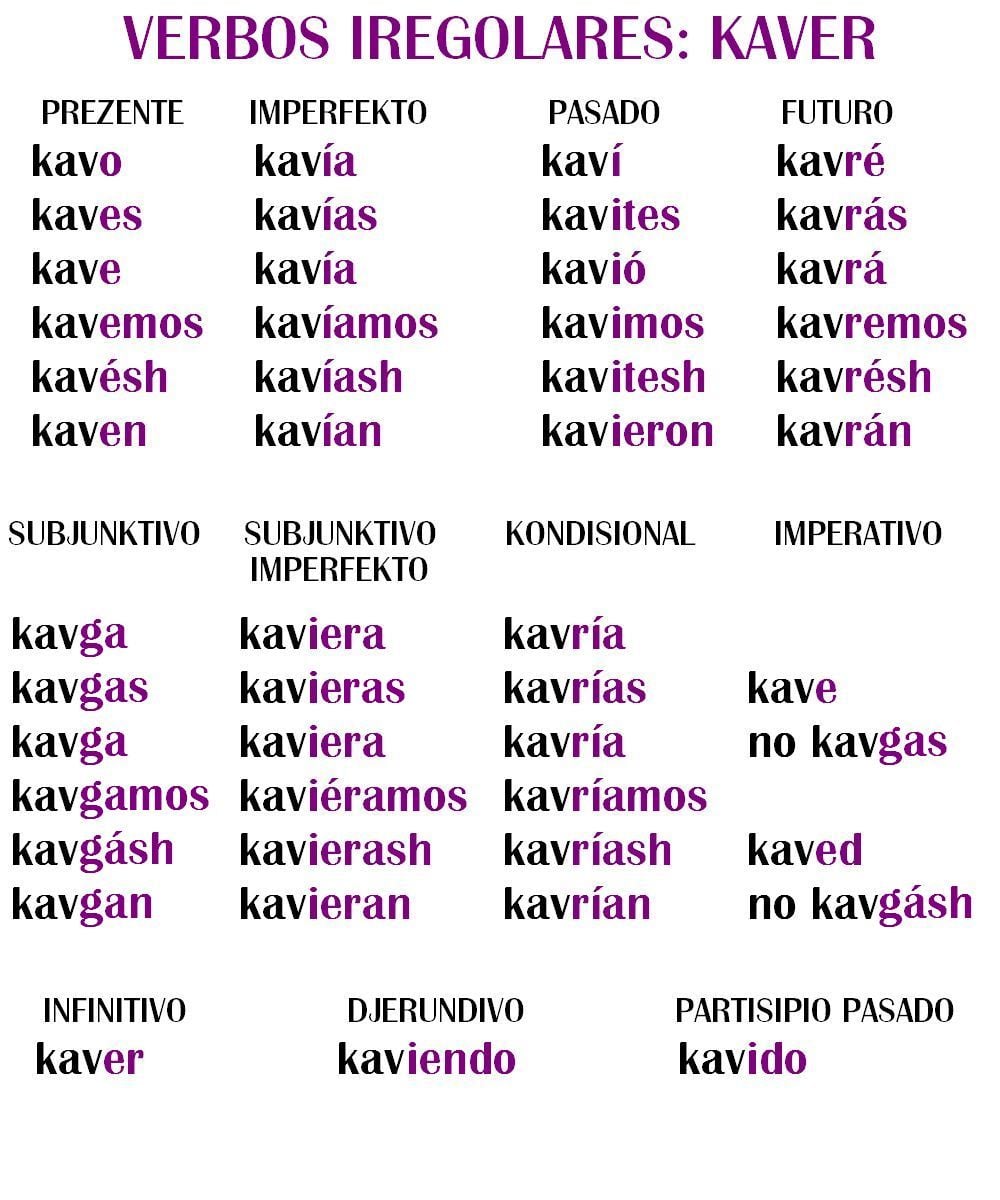 VERBOS IREGOLARES: KAVER
PREZENTE IMPERFEKTO PASADO FUTURO
kavo kavía kaví kavré
kaves kavías kavites kavrás
kave kavía kavió kavrá
kavemos kavíamos kavimos kavremos
kavésh kavíash kavitesh kavrésh
kaven kavían kavieron kavrán
SUBJUNKTIVO SUBJUNKTIVO KONDISIONAL IMPERATIVO
IMPERFEKTO
kavga kaviera kavría
kavgas kavieras kavrías kave
kavga kaviera kavría no kavgas
kavgamos kaviéramos kavríamos
kavgásh kavierash kavríash kaved
kavgan kavieran kavrían no kavgásh
INFINITIVO DJERUNDIVO PARTISIPIO PASADO
kaver kaviendo kavido